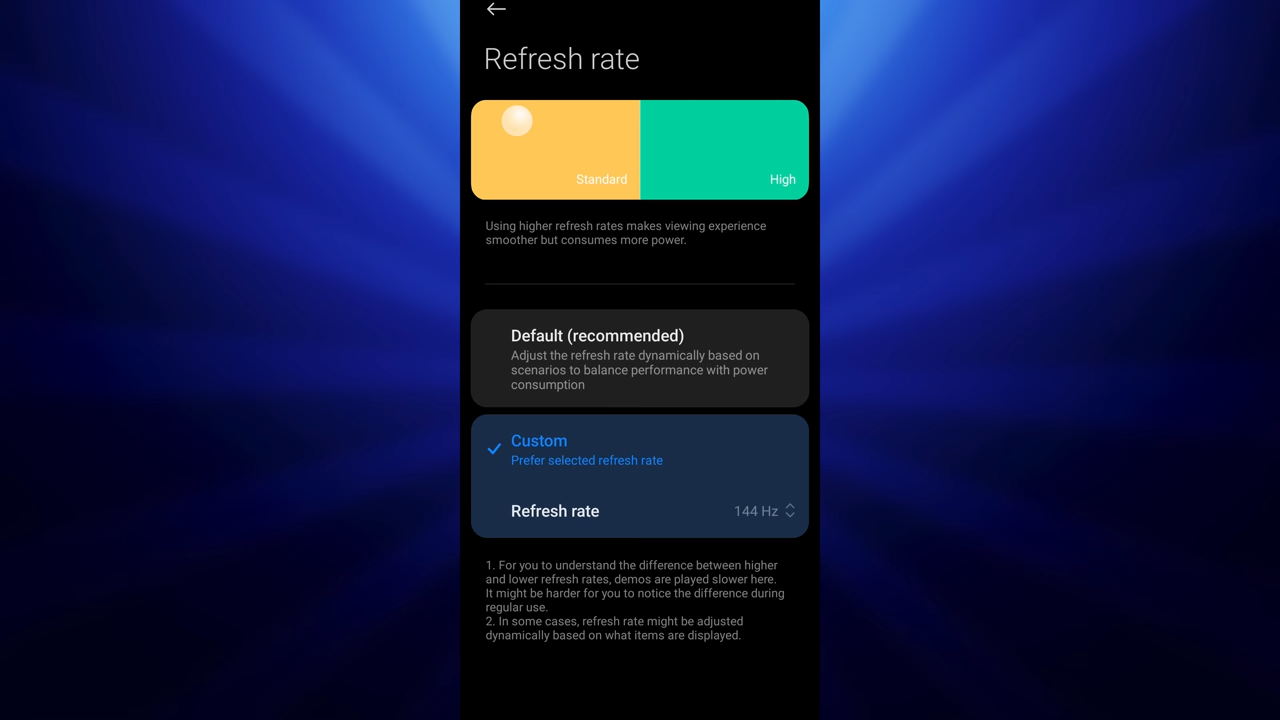 Refresh rate
Standard
High
Using higher refresh rates makes viewing experience
smoother but consumes more power.
Default (recommended)
Adjust the refresh rate dynamically based on
scenarios to balance performance with power
consumption
Custom
Prefer selected refresh rate
Refresh rate 144 Hz
1. For you to understand the difference between higher
and lower refresh rates, demos are played slower here.
It might be harder for you to notice the difference during
regular use.
2. In some cases, refresh rate might be adjusted
dynamically based on what items are displayed.